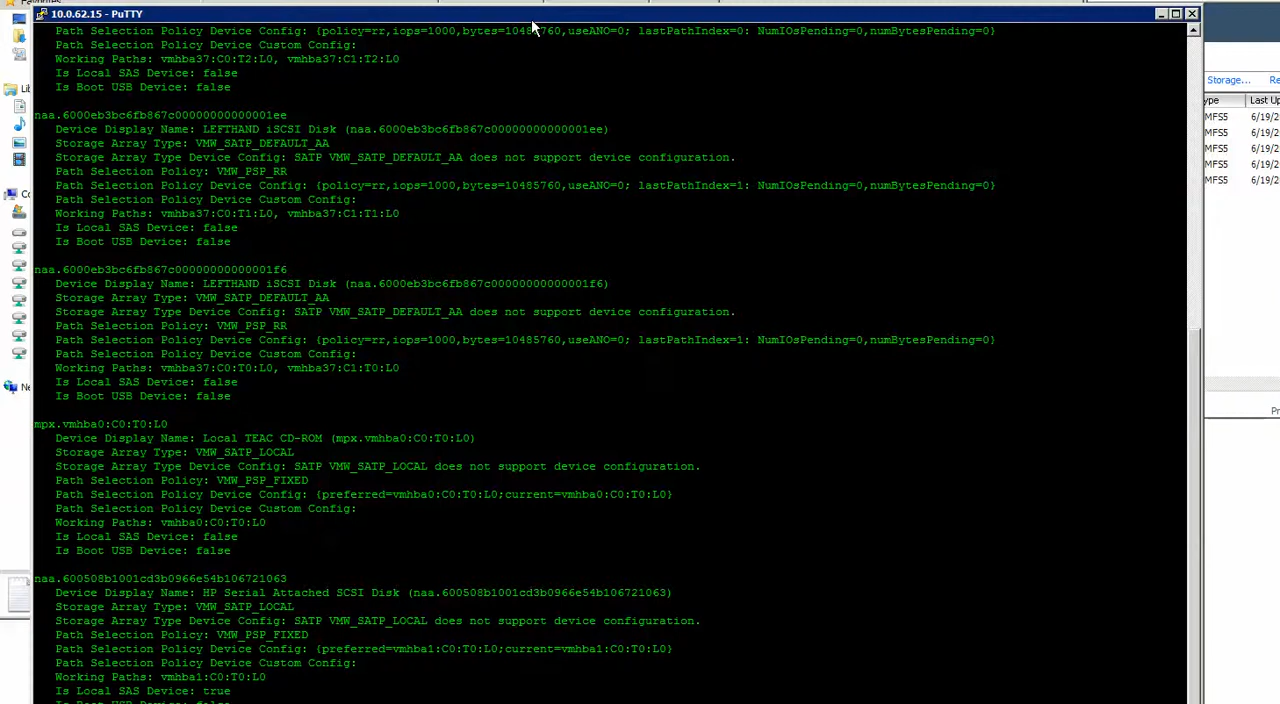 10.0.62.15 - PuTTY
Path Selection Policy Device Config: {policy=rr,iops=1000,bytes=10485760,useANO=0; lastPathIndex=0: NumIOsPending=0,numBytesPending=0}
Path Selection Policy Device Custom Config:
Working Paths: vmhba37:C0:T2:L0, vmhba37:C1:T2:L0
Is Local SAS Device: false
Is Boot USB Device: false
naa.6000eb3bc6fb867c00000000000001ee
Device Display Name: LEFTHAND iSCSI Disk (naa.6000eb3bc6fb867c00000000000001ee)
Storage Array Type: VMW_SATP_DEFAULT_AA
Storage Array Type Device Config: SATP VMW_SATP_DEFAULT_AA does not support device configuration.
Path Selection Policy: VMW_PSP_RR
Path Selection Policy Device Config: {policy=rr,iops=1000,bytes=10485760,useANO=0; lastPathIndex=1: NumIOsPending=0,numBytesPending=0}
Path Selection Policy Device Custom Config:
Working Paths: vmhba37:C0:T1:L0, vmhba37:C1:T1:L0
Is Local SAS Device: false
Is Boot USB Device: false
naa.6000eb3bc6fb867c00000000000001f6
Device Display Name: LEFTHAND iSCSI Disk (naa.6000eb3bc6fb867c00000000000001f6)
Storage Array Type: VMW_SATP_DEFAULT_AA
Storage Array Type Device Config: SATP VMW_SATP_DEFAULT_AA does not support device configuration.
Path Selection Policy: VMW_PSP_RR
Path Selection Policy Device Config: {policy=rr,iops=1000,bytes=10485760,useANO=0; lastPathIndex=1: NumIOsPending=0,numBytesPending=0}
Path Selection Policy Device Custom Config:
Working Paths: vmhba37:C0:T0:L0, vmhba37:C1:T0:L0
Is Local SAS Device: false
Is Boot USB Device: false
mpx.vmhba0:C0:T0:L0
Device Display Name: Local TEAC CD-ROM (mpx.vmhba0:C0:T0:L0)
Storage Array Type: VMW_SATP_LOCAL
Storage Array Type Device Config: SATP VMW_SATP_LOCAL does not support device configuration.
Path Selection Policy: VMW_PSP_FIXED
Path Selection Policy Device Config: {preferred=vmhba0:C0:T0:L0;current=vmhba0:C0:T0:L0}
Path Selection Policy Device Custom Config:
Working Paths: vmhba0:C0:T0:L0
Is Local SAS Device: false
Is Boot USB Device: false
naa.600508b1001cd3b0966e54b106721063
Device Display Name: HP Serial Attached SCSI Disk (naa.600508b1001cd3b0966e54b106721063)
Storage Array Type: VMW_SATP_LOCAL
Storage Array Type Device Config: SATP VMW_SATP_LOCAL does not support device configuration.
Path Selection Policy: VMW_PSP_FIXED
Path Selection Policy Device Config: {preferred=vmhba1:C0:T0:L0;current=vmhba1:C0:T0:L0}
Path Selection Policy Device Custom Config:
Working Paths: vmhba1:C0:T0:L0
Is Local SAS Device: true
Lib
Co
Ne
Storage... Re
ype Last Up
MFS5 6/19/2
MFS5 6/19/2
MFS5 6/19/2
MFS5 6/19/2
MFS5 6/19/2
Pr